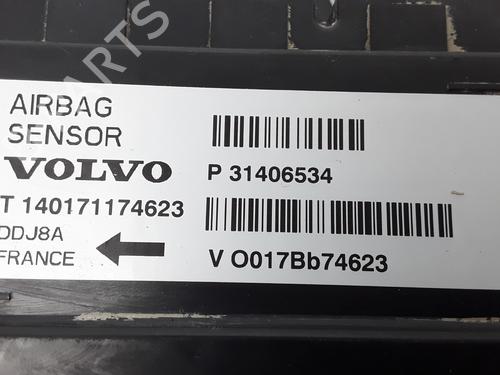 AIRBAG
SENSOR
VOLVO
P 31406534
T 140171174623
DDJ8A
FRANCE
V O017Bb74623